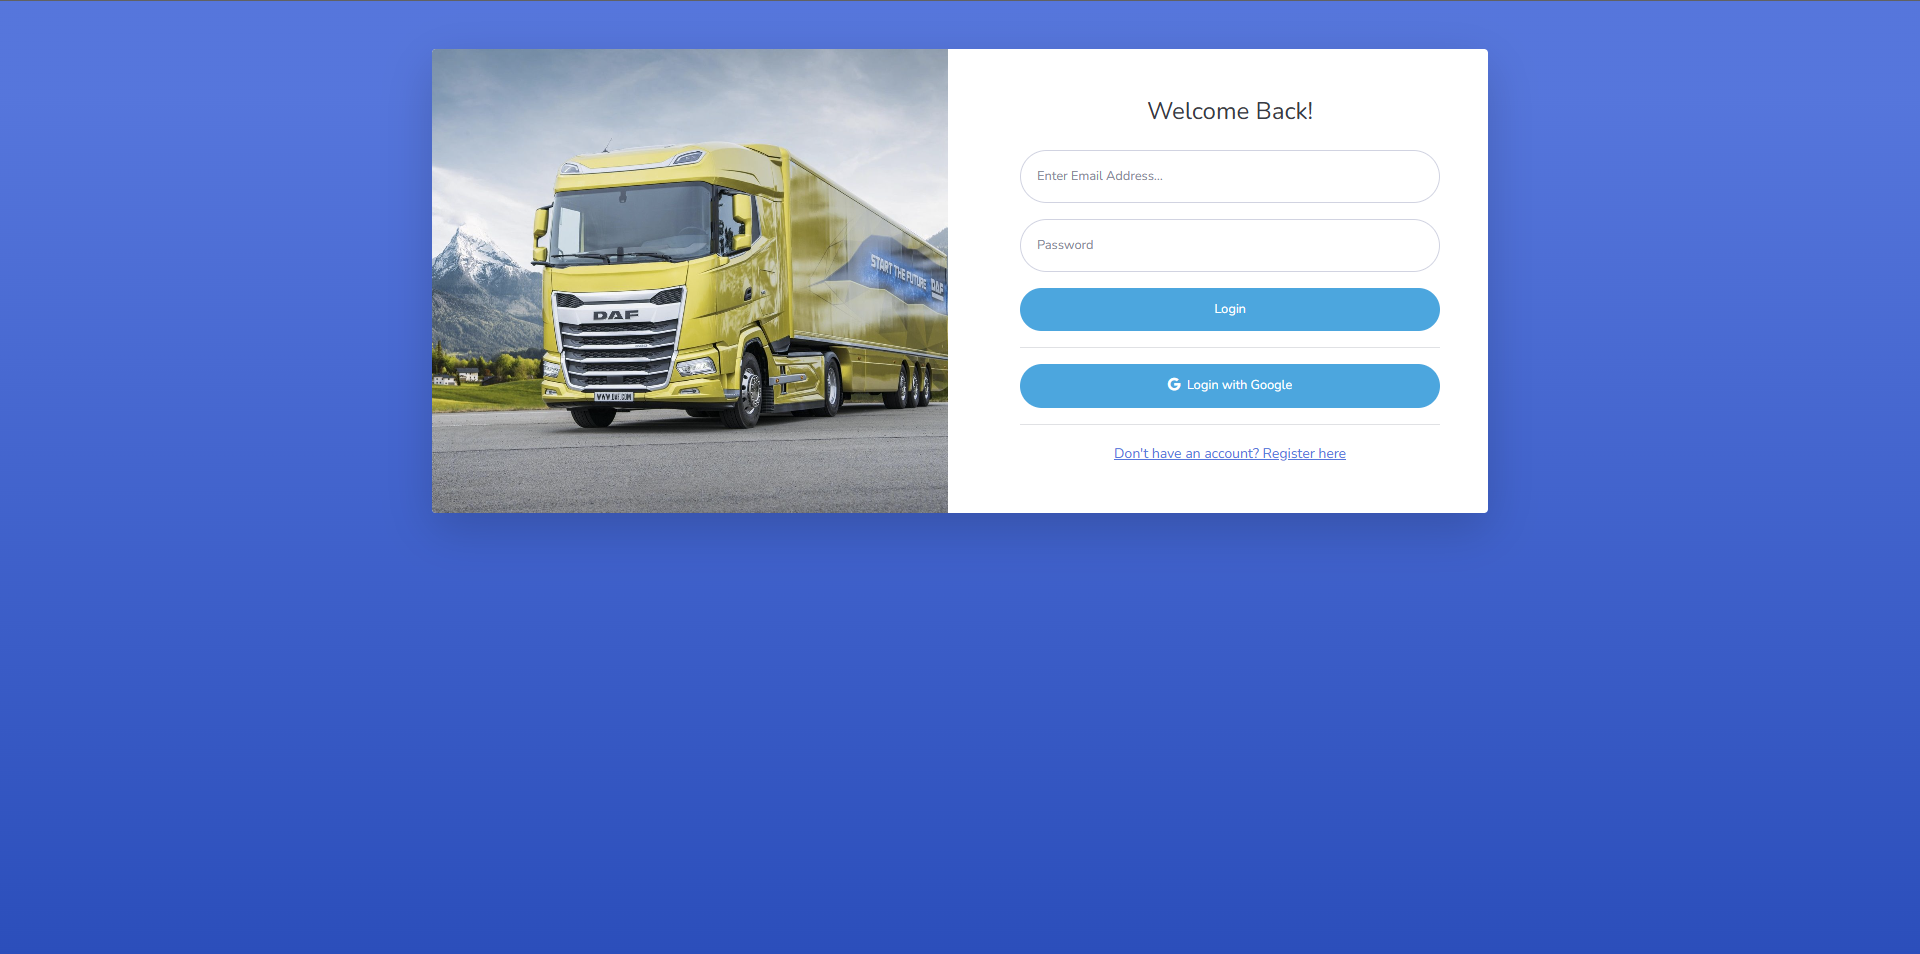 Welcome Back!
Enter Email Address...
Password
Login
Login with Google
Don't have an account? Register here
START THE FUTURE DAF
DAF
WWW.DAF.COM